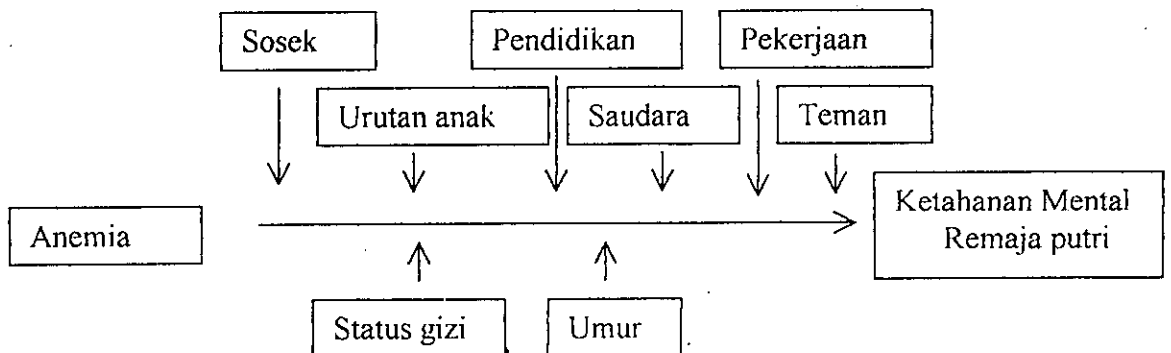 Sosek
Pendidikan
Pekerjaan
Urutan anak
Saudara
Teman
Anemia
Ketahanan Mental
Remaja putri
Status gizi
Umur